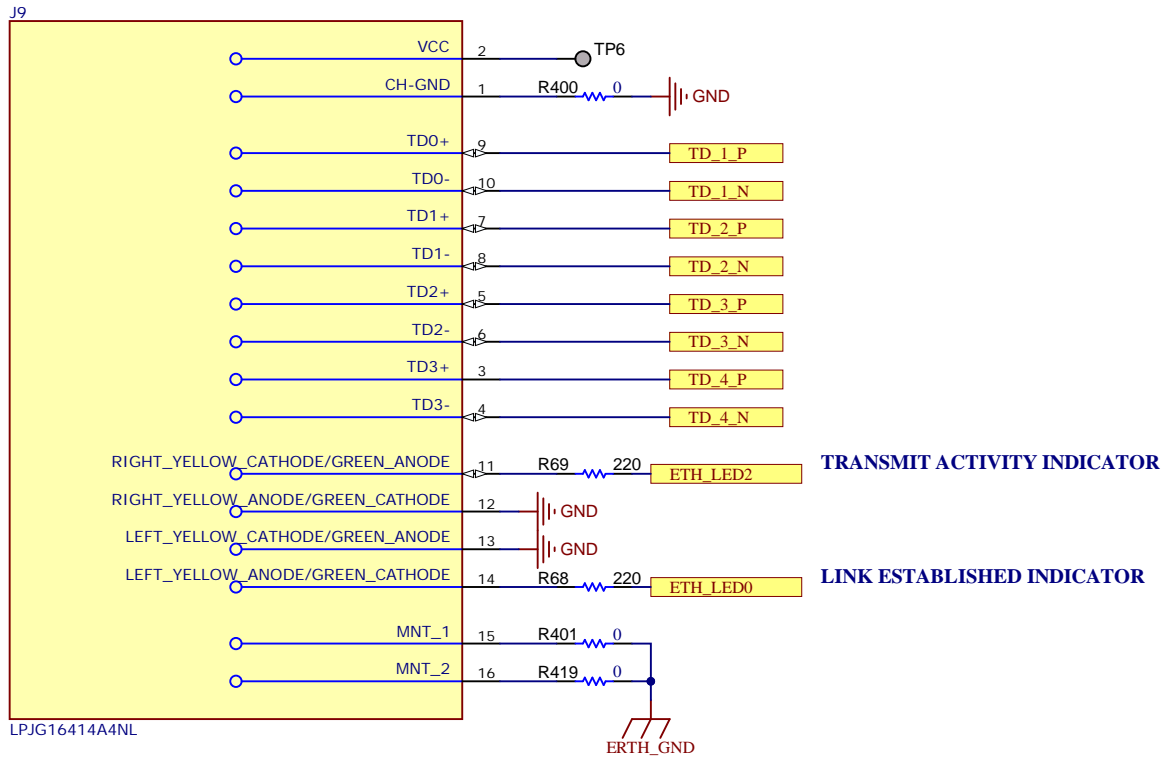 J9
VCC 2 TP6
CH-GND 1 R400 0 GND
TD0+ 9 TD_1_P
TD0- 10 TD_1_N
TD1+ 7 TD_2_P
TD1- 8 TD_2_N
TD2+ 5 TD_3_P
TD2- 6 TD_3_N
TD3+ 3 TD_4_P
TD3- 4 TD_4_N
RIGHT_YELLOW_CATHODE/GREEN_ANODE 11 R69 220 ETH_LED2 TRANSMIT ACTIVITY INDICATOR
RIGHT_YELLOW_ANODE/GREEN_CATHODE 12 GND
LEFT_YELLOW_CATHODE/GREEN_ANODE 13 GND
LEFT_YELLOW_ANODE/GREEN_CATHODE 14 R68 220 ETH_LED0 LINK ESTABLISHED INDICATOR
MNT_1 15 R401 0
MNT_2 16 R419 0
LPJG16414A4NL
ERTH_GND